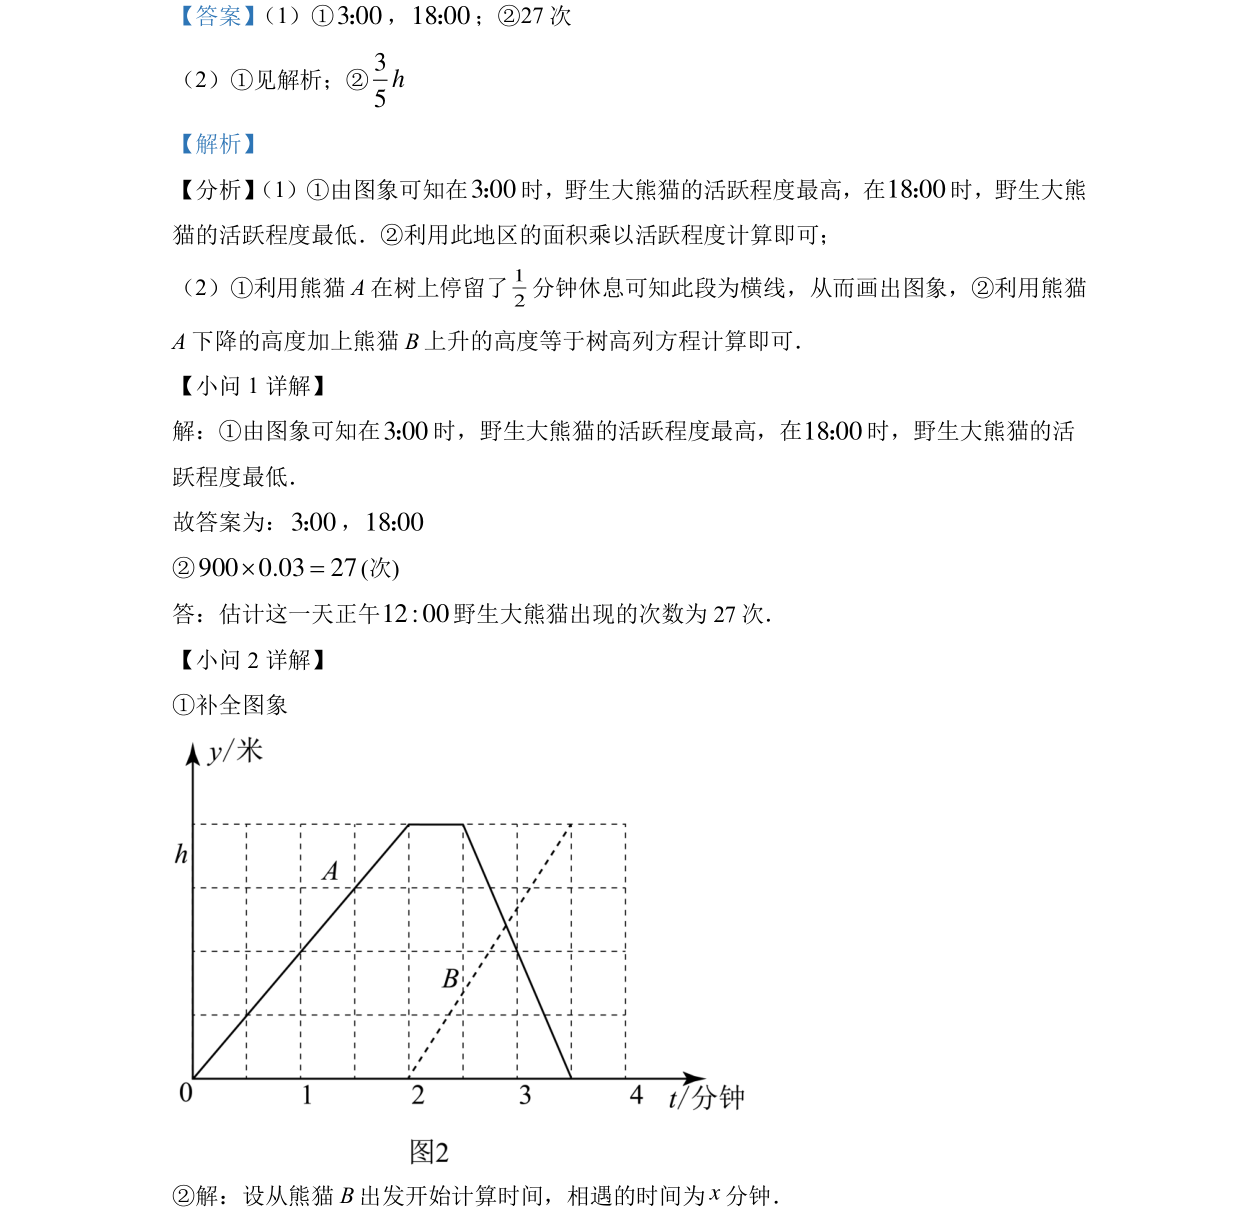 【答案】（1）①3:00，18:00；②27 次
（2）①见解析；②3/5 h
【解析】
【分析】（1）①由图象可知在3:00时，野生大熊猫的活跃程度最高，在18:00时，野生大熊
猫的活跃程度最低．②利用此地区的面积乘以活跃程度计算即可；
（2）①利用熊猫 A 在树上停留了 1/2 分钟休息可知此段为横线，从而画出图象，②利用熊猫
A 下降的高度加上熊猫 B 上升的高度等于树高列方程计算即可．
【小问 1 详解】
解：①由图象可知在3:00时，野生大熊猫的活跃程度最高，在18:00时，野生大熊猫的活
跃程度最低．
故答案为：3:00，18:00
②900×0.03=27(次)
答：估计这一天正午12:00野生大熊猫出现的次数为 27 次．
【小问 2 详解】
①补全图象
y/米
h
A
B
0 1 2 3 4 t/分钟
图2
②解：设从熊猫 B 出发开始计算时间，相遇的时间为 x 分钟．